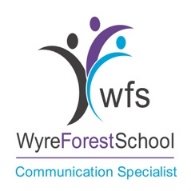 wfs
WyreForestSchool
Communication Specialist